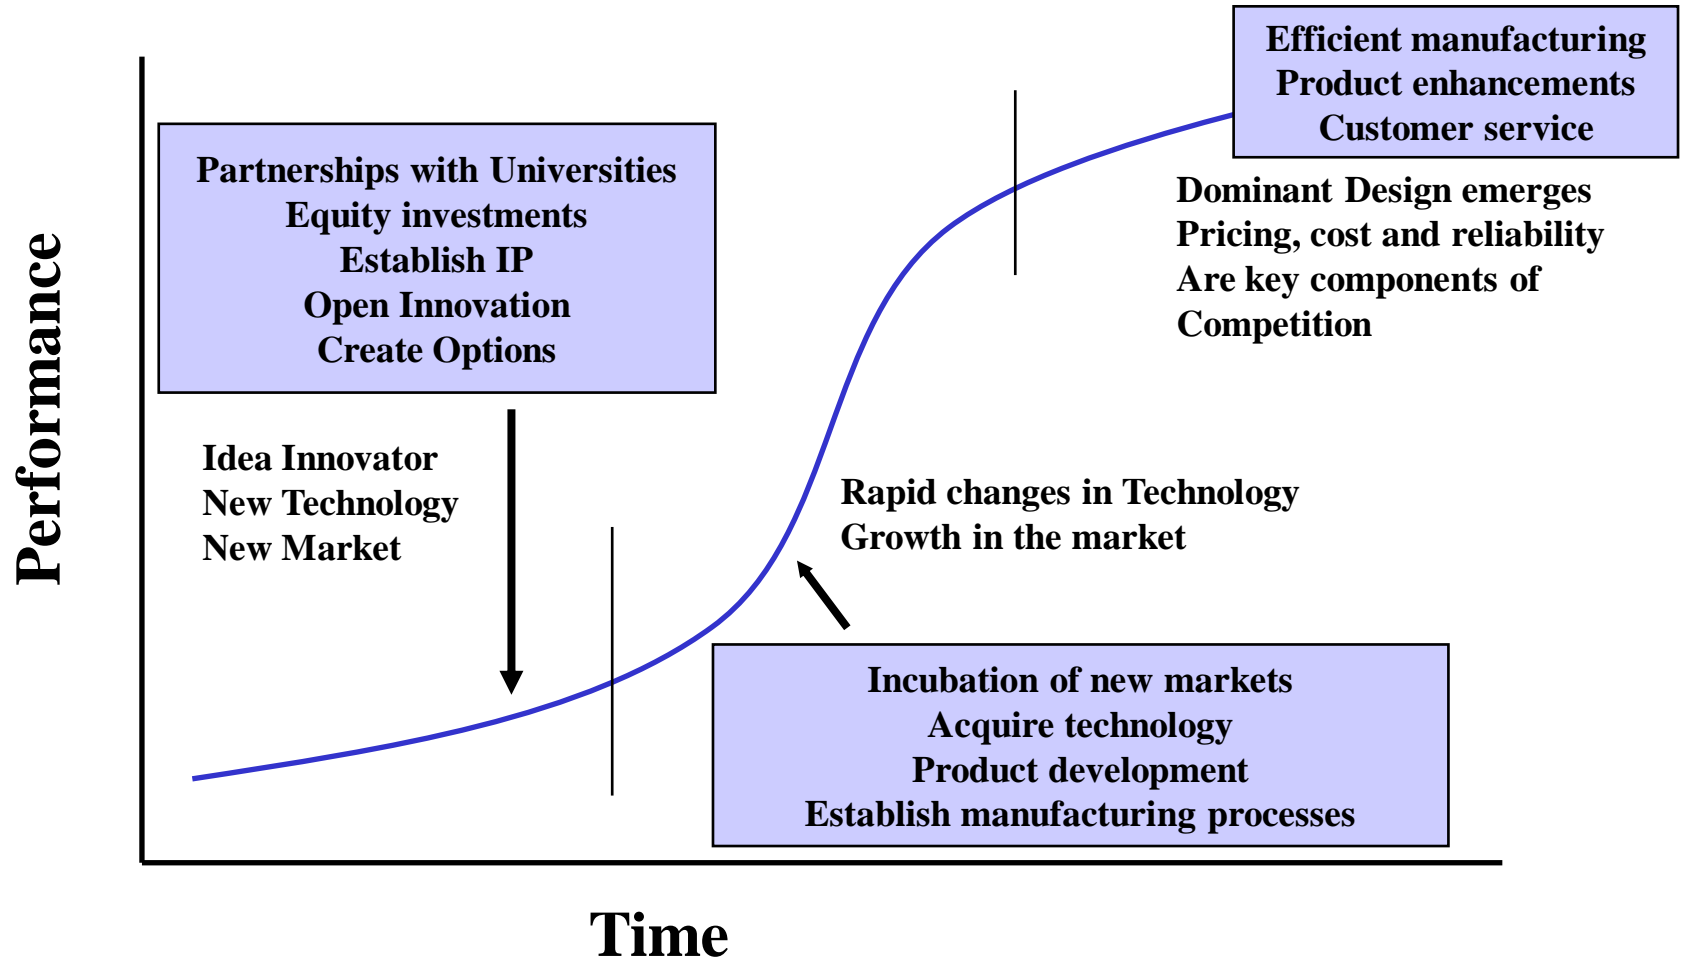 Efficient manufacturing
Product enhancements
Customer service
Partnerships with Universities
Equity investments
Establish IP
Open Innovation
Create Options
Dominant Design emerges
Pricing, cost and reliability
Are key components of
Competition
Performance
Idea Innovator
New Technology
New Market
Rapid changes in Technology
Growth in the market
Incubation of new markets
Acquire technology
Product development
Establish manufacturing processes
Time